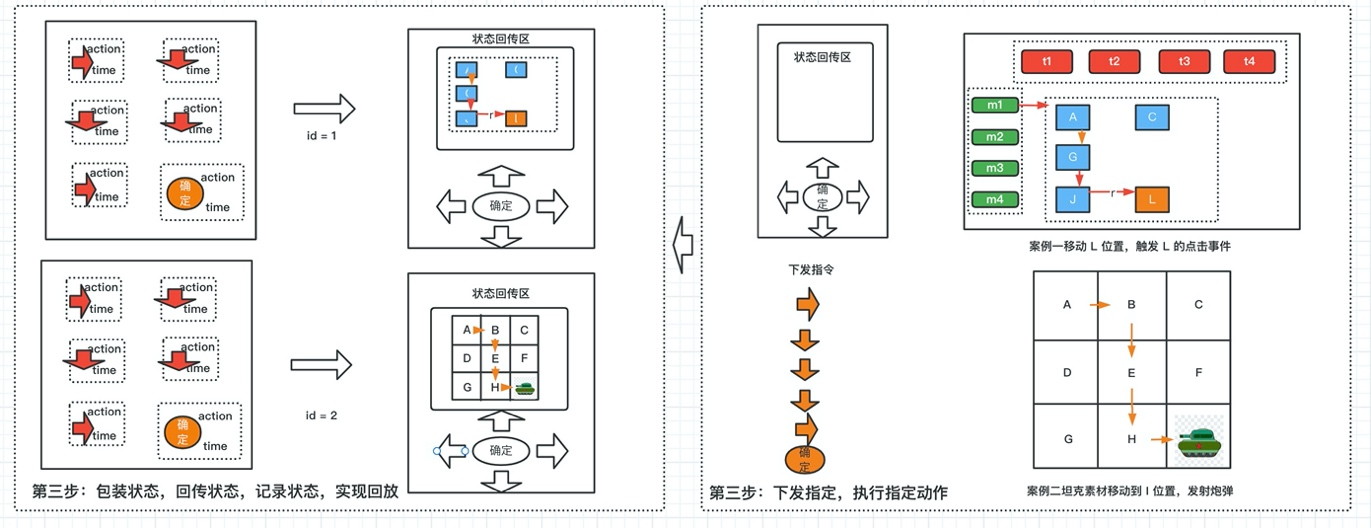 action
time
action
time
action
time
action
time
action
time
确
定
action
time
id = 1
状态回传区
r
确定
action
time
action
time
action
time
action
time
action
time
确
定
action
time
id = 2
状态回传区
A B C
D E F
G H
确定
第三步：包装状态，回传状态，记录状态，实现回放
状态回传区
确
定
下发指令
确
定
第三步：下发指定，执行指定动作
t1 t2 t3 t4
m1
m2
m3
m4
A C
G
J r L
案例一移动 L 位置，触发 L 的点击事件
A B C
D E F
G H
案例二坦克素材移动到 I 位置，发射炮弹